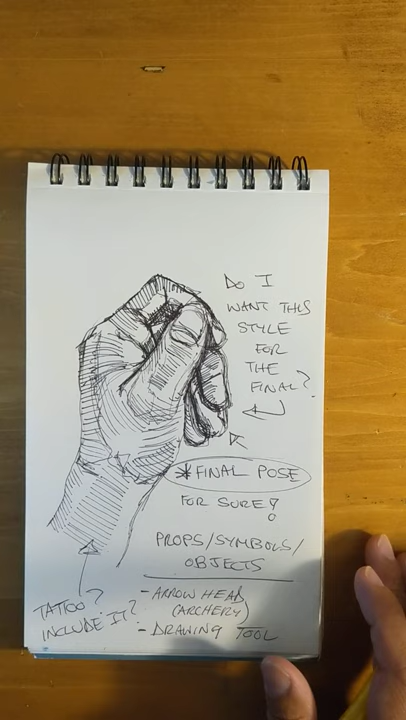 DO I
WANT THIS
STYLE
FOR
THE
FINAL?
*FINAL POSE
FOR SURE?
PROPS/SYMBOLS/
OBJECTS
- ARROW HEAD
(ARCHERY)
- DRAWING TOOL
TATTOO?
INCLUDE IT?